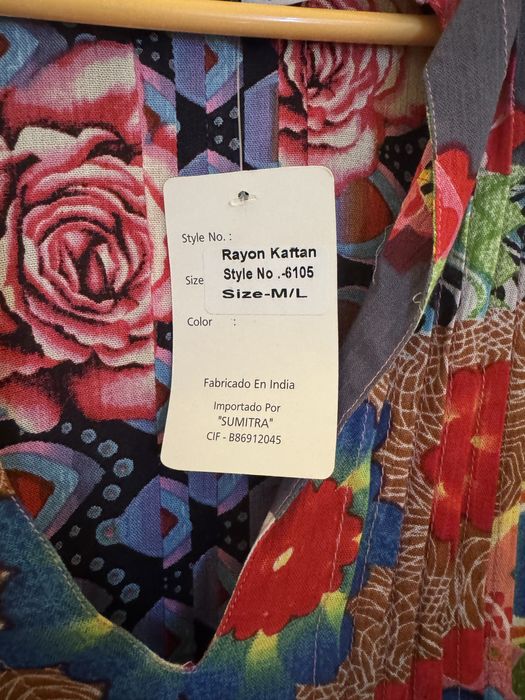 Style No. :
Rayon Kaftan
Style No .-6105
Size
Size-M/L
Color :
Fabricado En India
Importado Por
"SUMITRA"
CIF - B86912045